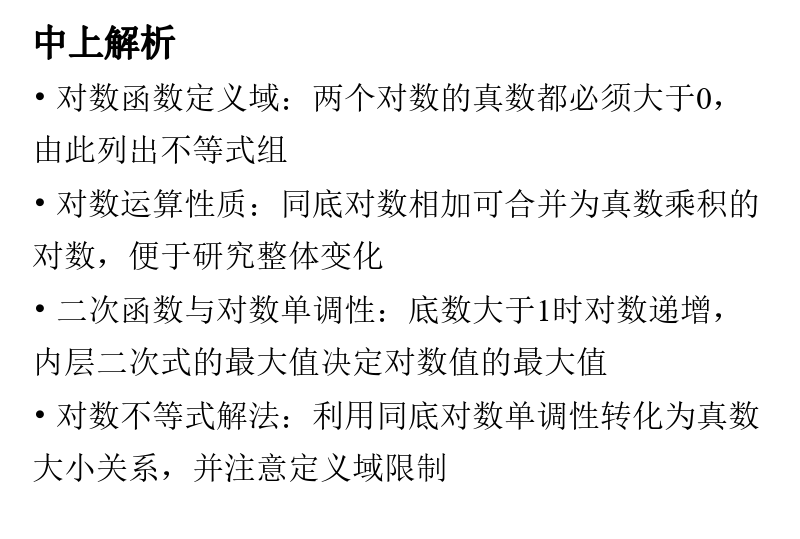 中上解析
• 对数函数定义域：两个对数的真数都必须大于0，
由此列出不等式组
• 对数运算性质：同底对数相加可合并为真数乘积的
对数，便于研究整体变化
• 二次函数与对数单调性：底数大于1时对数递增，
内层二次式的最大值决定对数值的最大值
• 对数不等式解法：利用同底对数单调性转化为真数
大小关系，并注意定义域限制